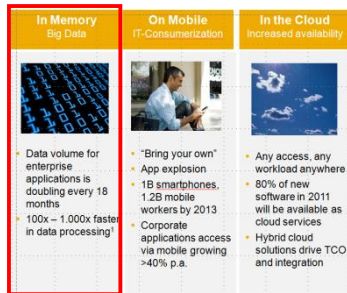 In Memory
Big Data
Data volume for
enterprise
applications is
doubling every 18
months
100x – 1.000x faster
in data processing¹
On Mobile
IT-Consumerization
"Bring your own"
App explosion
1B smartphones,
1.2B mobile
workers by 2013
Corporate
applications access
via mobile growing
>40% p.a.
In the Cloud
Increased availability
Any access, any
workload anywhere
80% of new
software in 2011
will be available as
cloud services
Hybrid cloud
solutions drive TCO
and integration